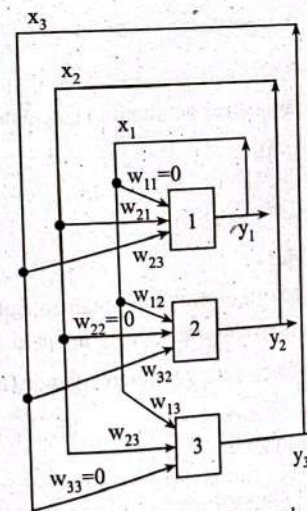 x₃
x₂
x₁
w₁₁=0
w₂₁
1
w₂₃
y₁
w₁₂
w₂₂=0
2
w₃₂
y₂
w₁₃
w₂₃
3
w₃₃=0
y₃